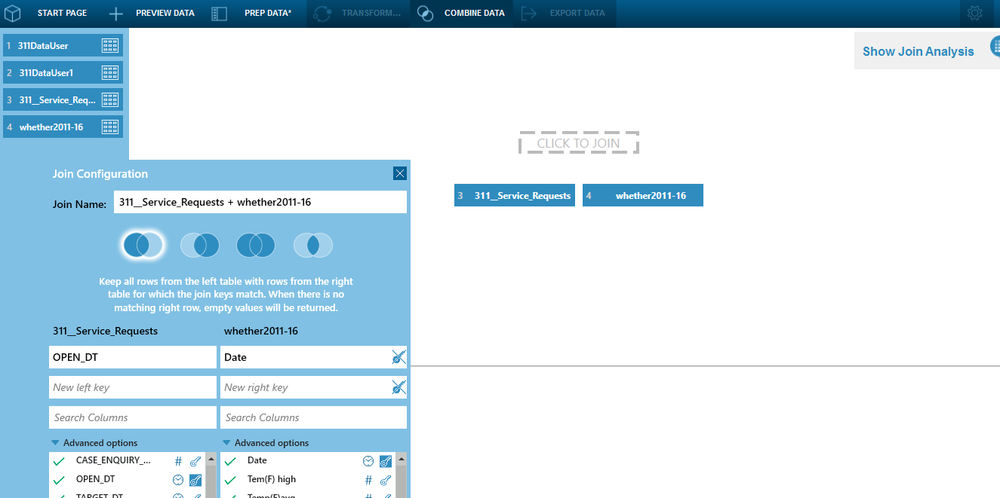 START PAGE
PREVIEW DATA
PREP DATA*
TRANSFORM...
COMBINE DATA
EXPORT DATA
1 311DataUser
2 311DataUser1
3 311__Service_Req...
4 whether2011-16
Show Join Analysis
CLICK TO JOIN
3 311__Service_Requests
4 whether2011-16
Join Configuration
Join Name: 311__Service_Requests + whether2011-16
Keep all rows from the left table with rows from the right
table for which the join keys match. When there is no
matching right row, empty values will be returned.
311__Service_Requests whether2011-16
OPEN_DT Date
New left key New right key
Search Columns Search Columns
Advanced options Advanced options
CASE_ENQUIRY_... # Date
OPEN_DT Tem(F) high #
TARGET_DT Temp(F)avg #